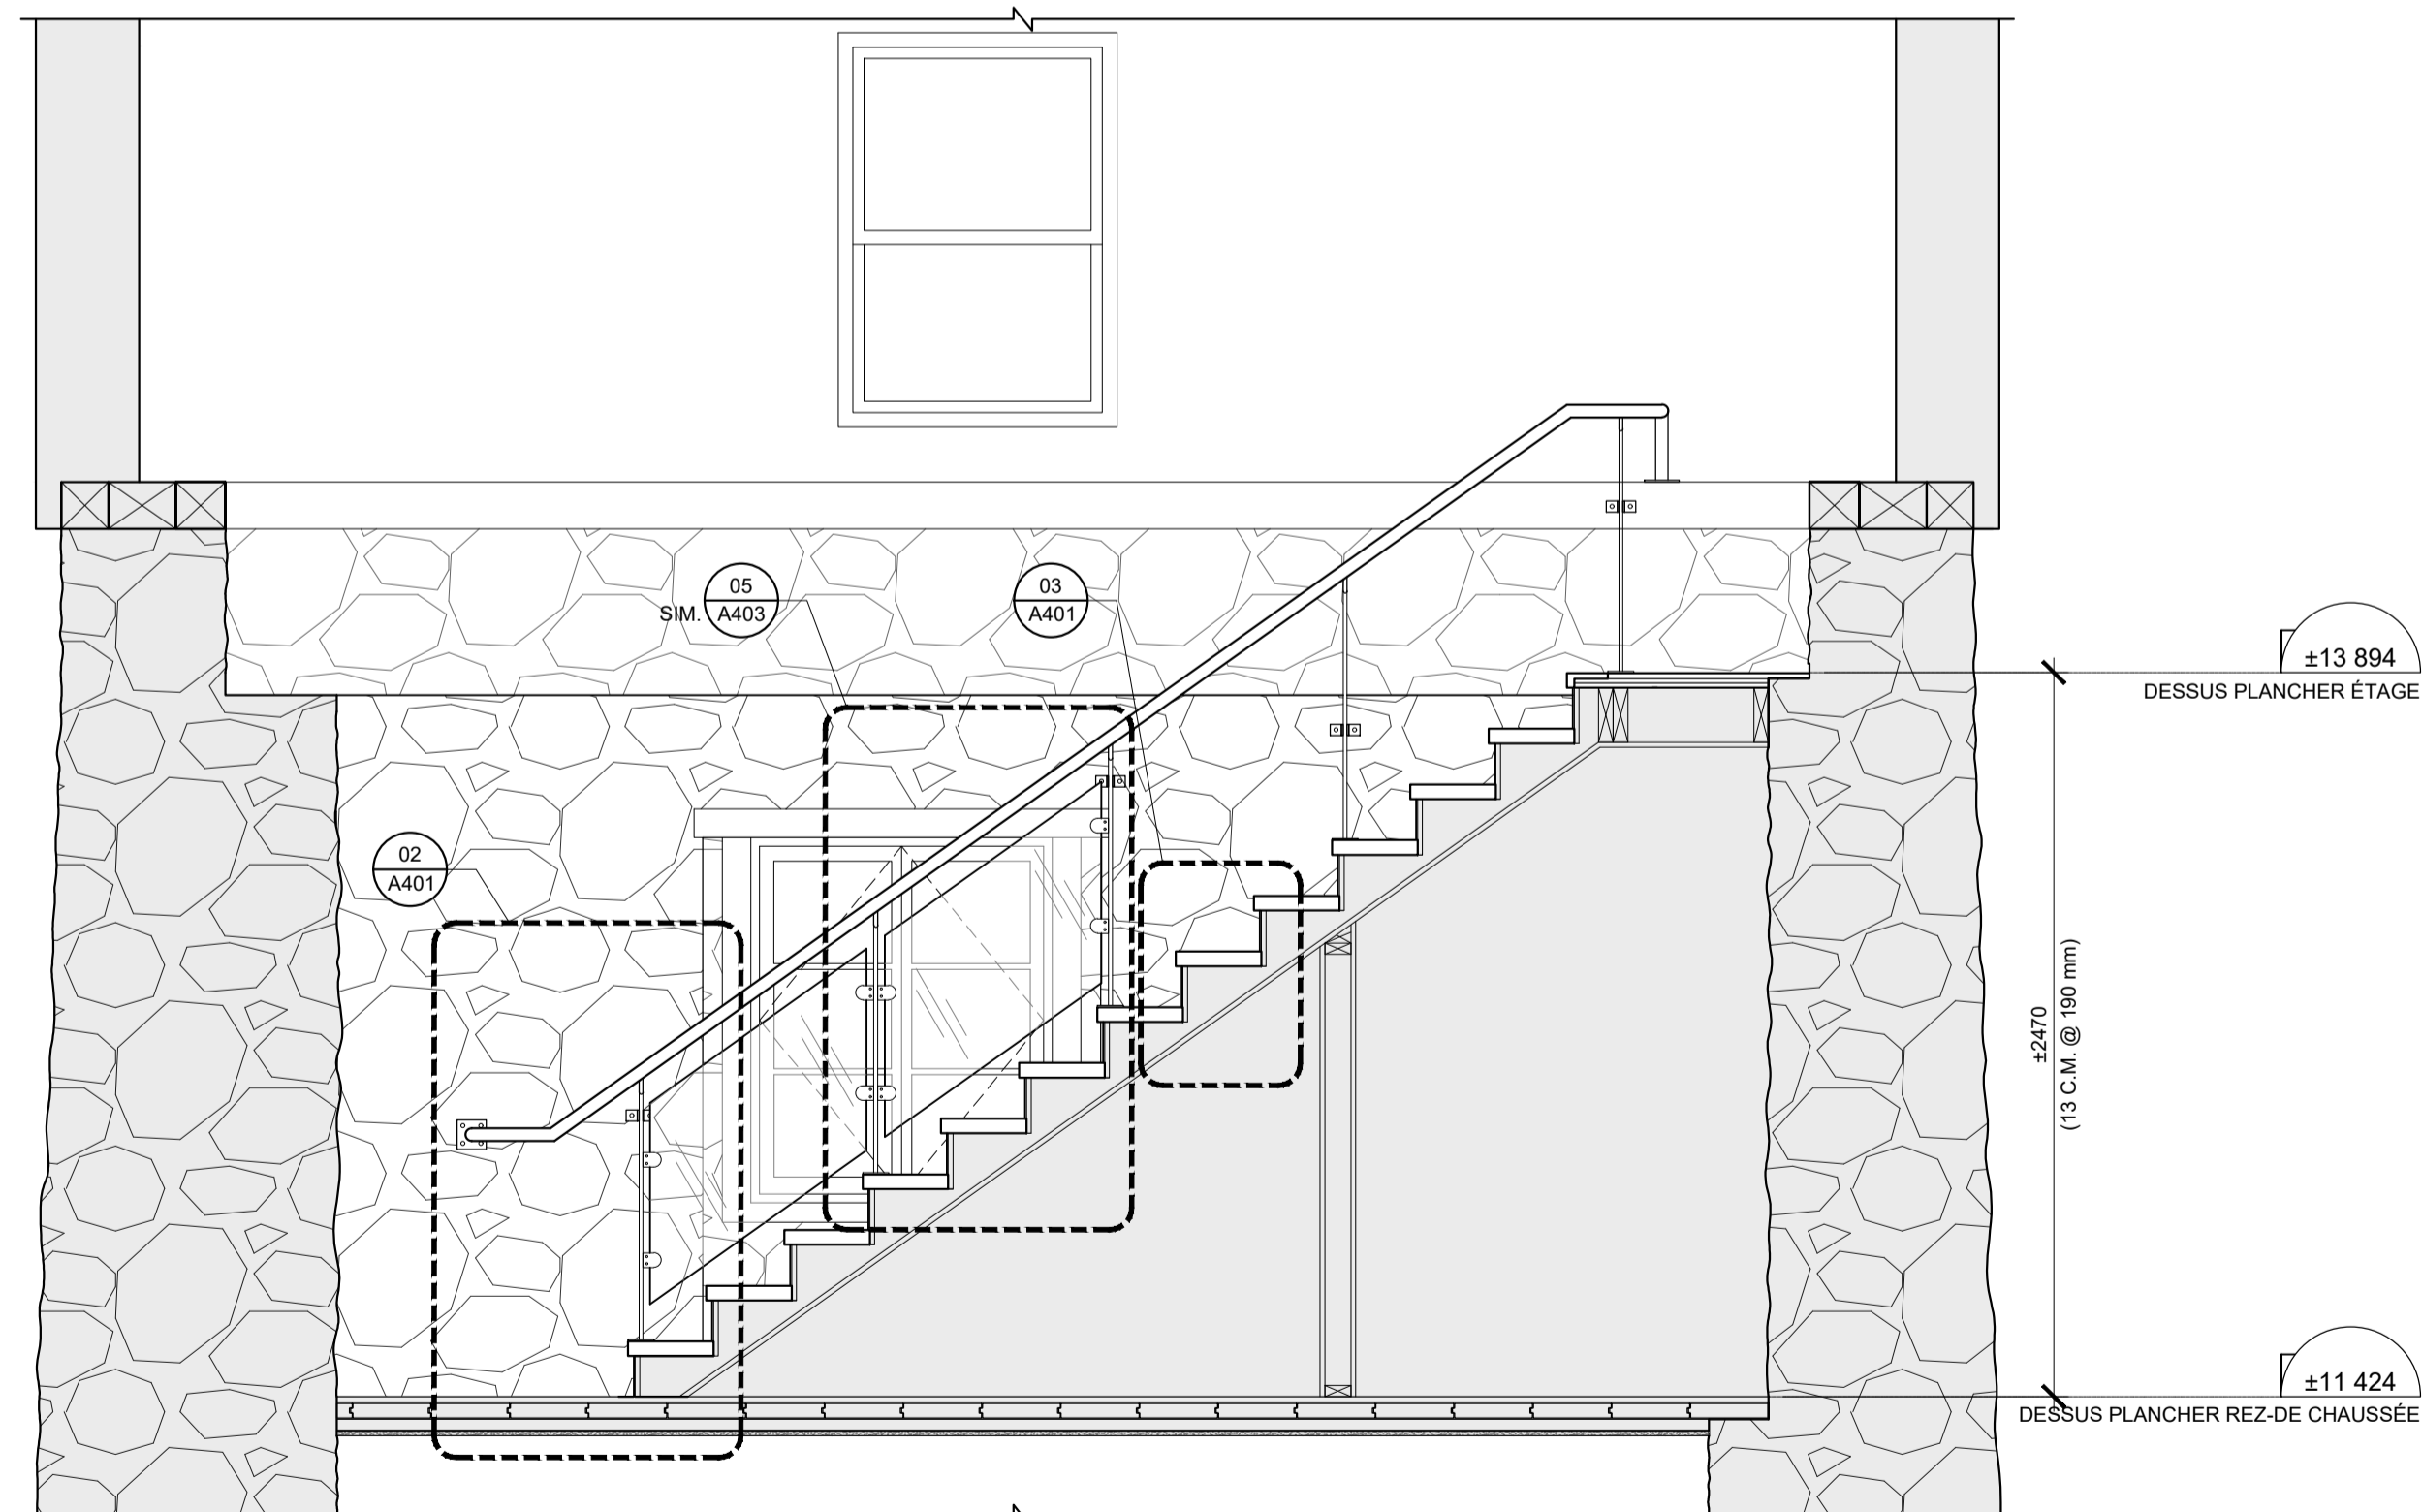 05
SIM. A403
03
A401
±13 894
DESSUS PLANCHER ÉTAGE
02
A401
±2470
(13 C.M. @ 190 mm)
±11 424
DESSUS PLANCHER REZ-DE CHAUSSÉE